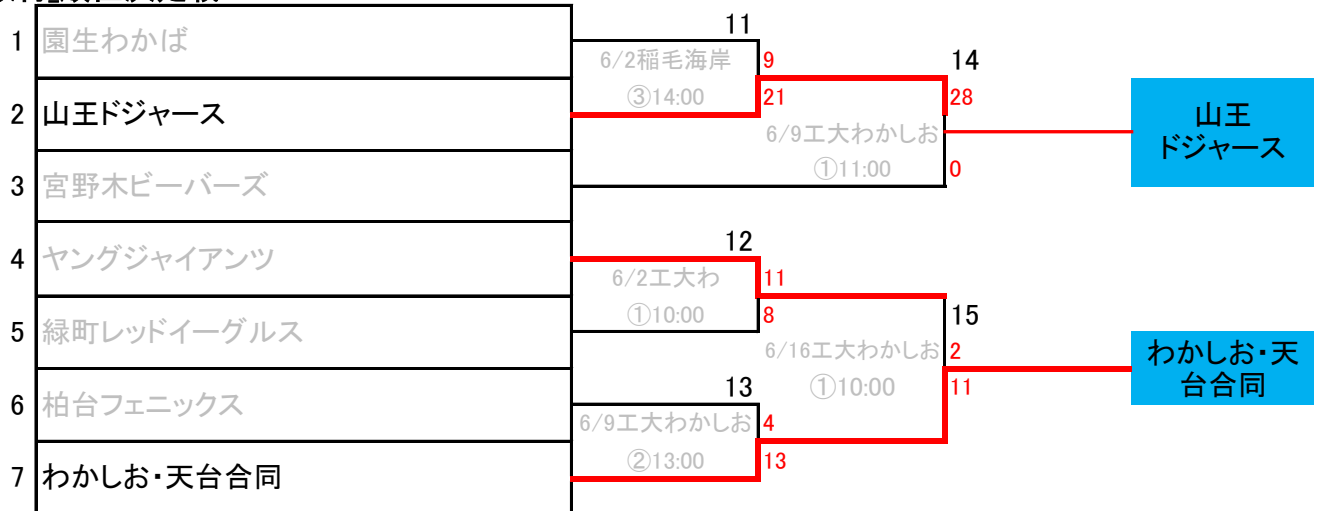 1 園生わかば
2 山王ドジャース
3 宮野木ビーバーズ
4 ヤングジャイアンツ
5 緑町レッドイーグルス
6 柏台フェニックス
7 わかしお・天台合同
11
6/2稲毛海岸
③14:00
9
21
14
28
6/9工大わかしお
①11:00
0
山王
ドジャース
12
6/2工大わ
①10:00
11
8
15
6/16工大わかしお
①10:00
2
11
わかしお・天
台合同
13
6/9工大わかしお
②13:00
4
13